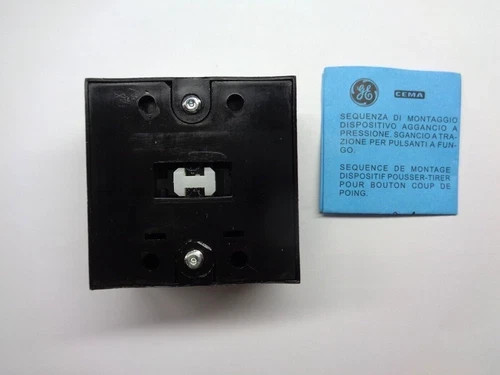 GE CEMA
SEQUENZA DI MONTAGGIO
DISPOSITIVO AGGANCIO A
PRESSIONE, SGANCIO A TRA-
ZIONE PER PULSANTI A FUN-
GO.
SEQUENCE DE MONTAGE
DISPOSITIF POUSSER-TIRER
POUR BOUTON COUP DE
POING.